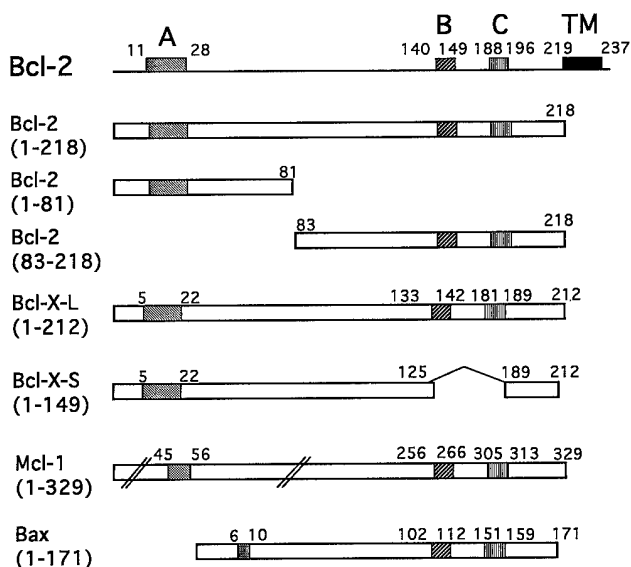 A B C TM
11 28 140 149 188 196 219 237
Bcl-2
218
Bcl-2
(1-218)
81
Bcl-2
(1-81)
83 218
Bcl-2
(83-218)
5 22 133 142 181 189 212
Bcl-X-L
(1-212)
5 22 125 189 212
Bcl-X-S
(1-149)
45 56 256 266 305 313 329
Mcl-1
(1-329)
6 10 102 112 151 159 171
Bax
(1-171)